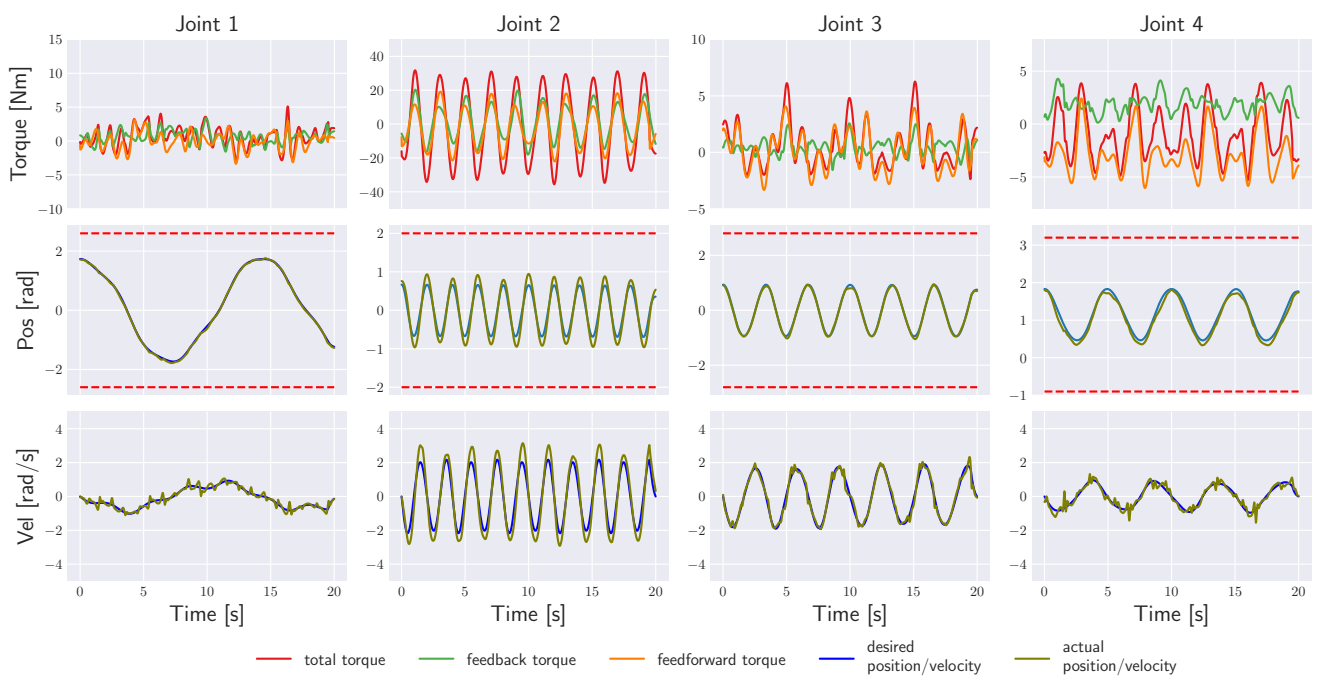 Joint 1
Joint 2
Joint 3
Joint 4
Torque [Nm]
15
10
5
0
−5
−10
40
20
0
−20
−40
10
5
0
−5
5
0
−5
Pos [rad]
2
0
−2
2
1
0
−1
−2
2
0
−2
3
2
1
0
−1
Vel [rad/s]
4
2
0
−2
−4
4
2
0
−2
−4
4
2
0
−2
−4
4
2
0
−2
−4
0 5 10 15 20
0 5 10 15 20
0 5 10 15 20
0 5 10 15 20
Time [s]
Time [s]
Time [s]
Time [s]
total torque
feedback torque
feedforward torque
desired
position/velocity
actual
position/velocity